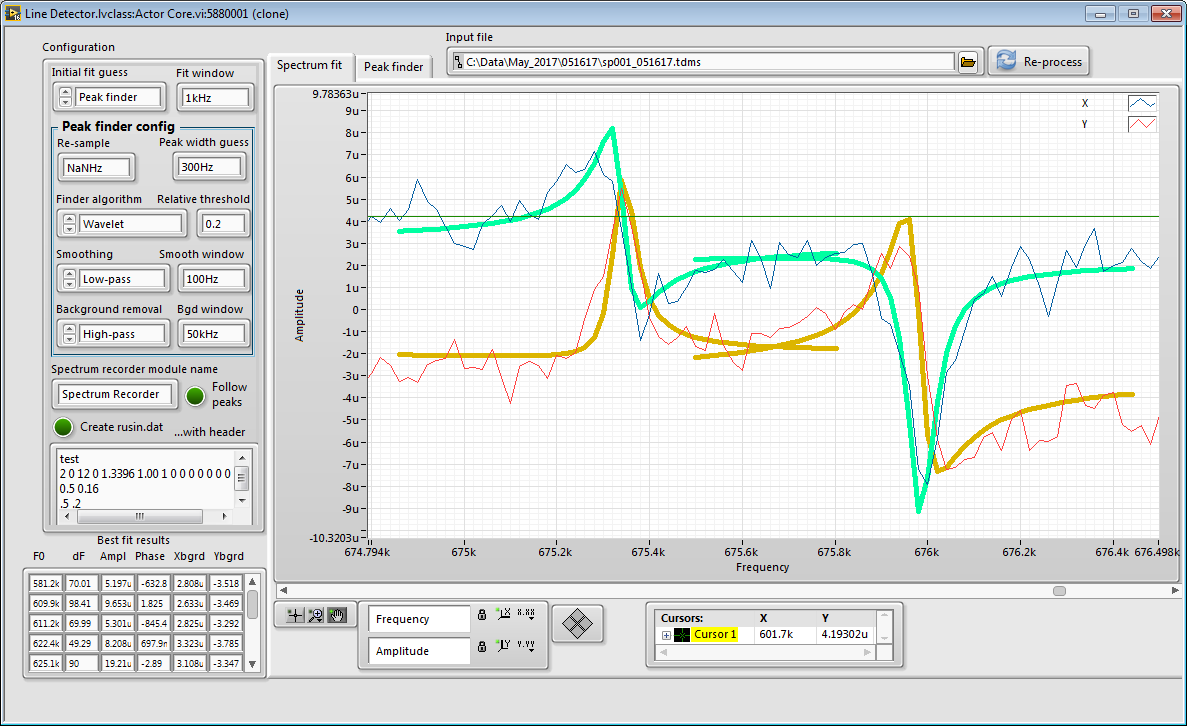 Line Detector.lvclass:Actor Core.vi:5880001 (clone)
Configuration
Input file
C:\Data\May_2017\051617\sp001_051617.tdms
Re-process
Initial fit guess
Fit window
Peak finder
1kHz
Peak finder config
Re-sample
Peak width guess
NaNHz
300Hz
Finder algorithm
Relative threshold
Wavelet
0.2
Smoothing
Smooth window
Low-pass
100Hz
Background removal
Bgd window
High-pass
50kHz
Spectrum recorder module name
Spectrum Recorder
Follow
peaks
Create rusin.dat
...with header
test
2 0 12 0 1.3396 1.00 1 0 0 0 0 0 0 0
0.5 0.16
.5 .2
Best fit results
F0 dF Ampl Phase Xbgrd Ybgrd
581.2k 70.01 5.197u -632.8 2.808u -3.518
609.9k 98.41 9.653u 1.825 2.633u -3.469
611.2k 69.99 5.301u -845.4 2.825u -3.292
622.4k 49.29 8.208u 697.9n 3.323u -3.785
625.1k 90 19.21u -2.89 3.108u -3.347
Spectrum fit
Peak finder
9.78363u
9u
8u
7u
6u
5u
4u
3u
2u
1u
0
-1u
-2u
-3u
-4u
-5u
-6u
-7u
-8u
-9u
-10.3203u
Amplitude
X
Y
674.794k 675k 675.2k 675.4k 675.6k 675.8k 676k 676.2k 676.4k 676.498k
Frequency
Frequency
X.XX
Amplitude
Y.YY
Cursors: X Y
Cursor 1 601.7k 4.19302u